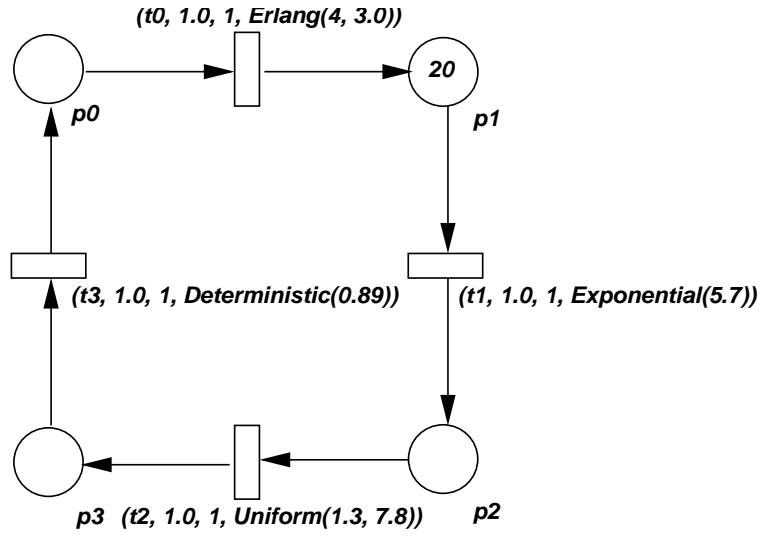 (t0, 1.0, 1, Erlang(4, 3.0))
20
p0
p1
(t3, 1.0, 1, Deterministic(0.89))
(t1, 1.0, 1, Exponential(5.7))
p3
(t2, 1.0, 1, Uniform(1.3, 7.8))
p2